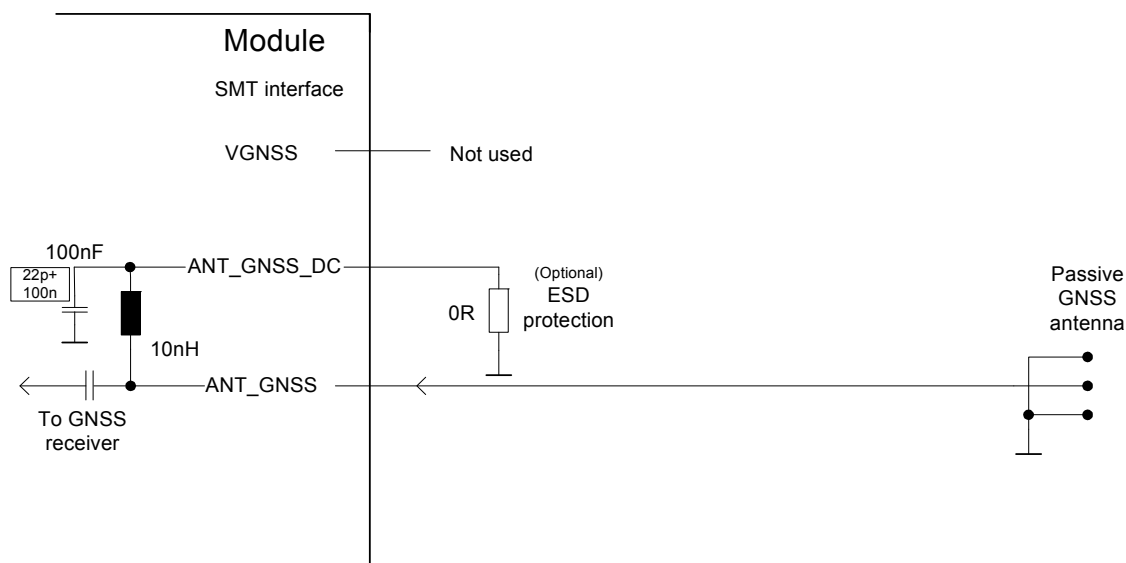 Module
SMT interface
VGNSS
Not used
100nF
22p+
100n
ANT_GNSS_DC
10nH
0R
(Optional)
ESD
protection
Passive
GNSS
antenna
ANT_GNSS
To GNSS
receiver